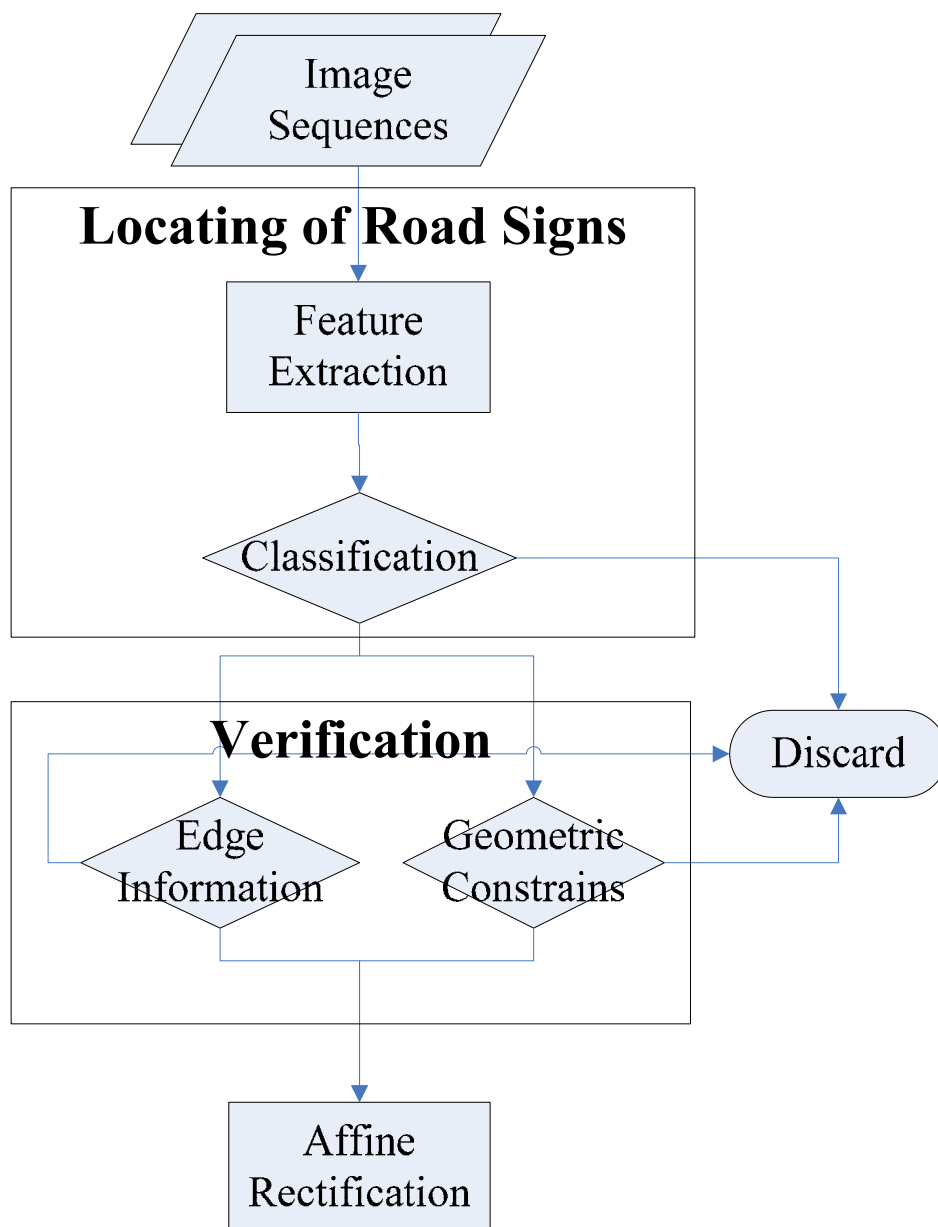 Image
Sequences
Locating of Road Signs
Feature
Extraction
Classification
Verification
Discard
Edge
Information
Geometric
Constrains
Affine
Rectification